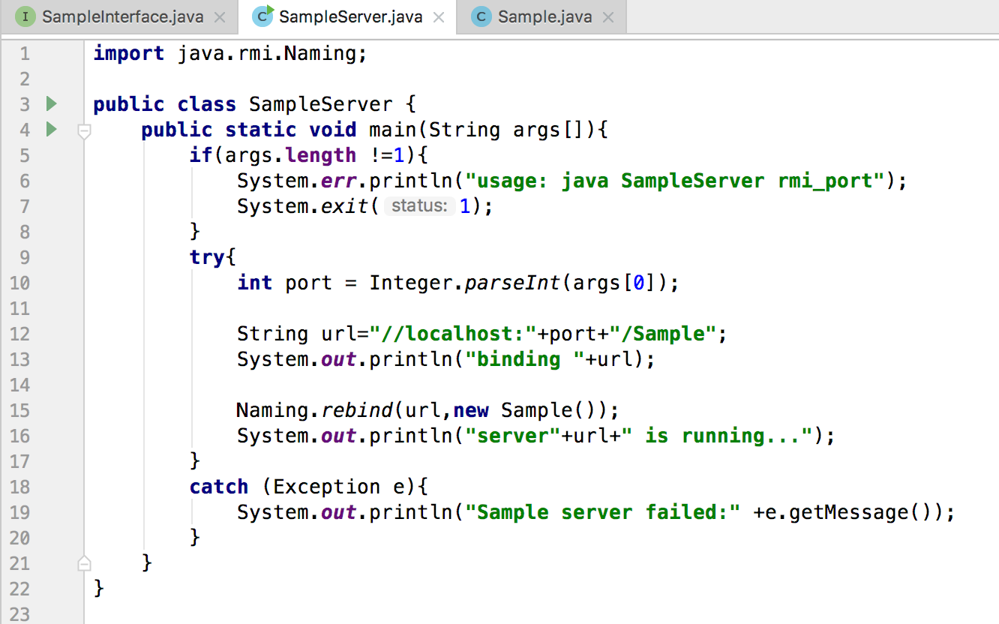 SampleInterface.java SampleServer.java Sample.java
1 import java.rmi.Naming;
2
3 public class SampleServer {
4     public static void main(String args[]){
5         if(args.length !=1){
6             System.err.println("usage: java SampleServer rmi_port");
7             System.exit( status: 1);
8         }
9         try{
10             int port = Integer.parseInt(args[0]);
11
12             String url="//localhost:"+port+"/Sample";
13             System.out.println("binding "+url);
14
15             Naming.rebind(url,new Sample());
16             System.out.println("server"+url+" is running...");
17         }
18         catch (Exception e){
19             System.out.println("Sample server failed:" +e.getMessage());
20         }
21     }
22 }
23